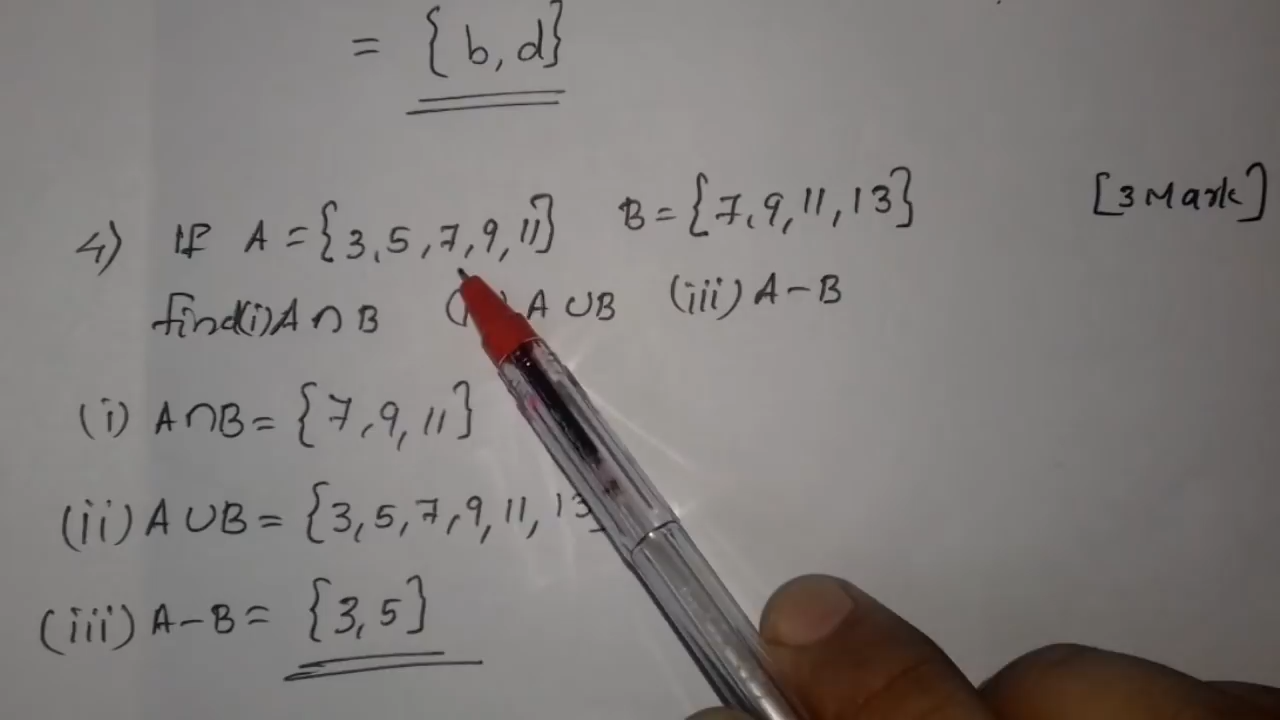 = {b, d}
4) If A = {3, 5, 7, 9, 11} B = {7, 9, 11, 13} [3 Mark]
find (i) A ∩ B A ∪ B (iii) A - B
(i) A ∩ B = {7, 9, 11}
(ii) A ∪ B = {3, 5, 7, 9, 11, 13}
(iii) A - B = {3, 5}